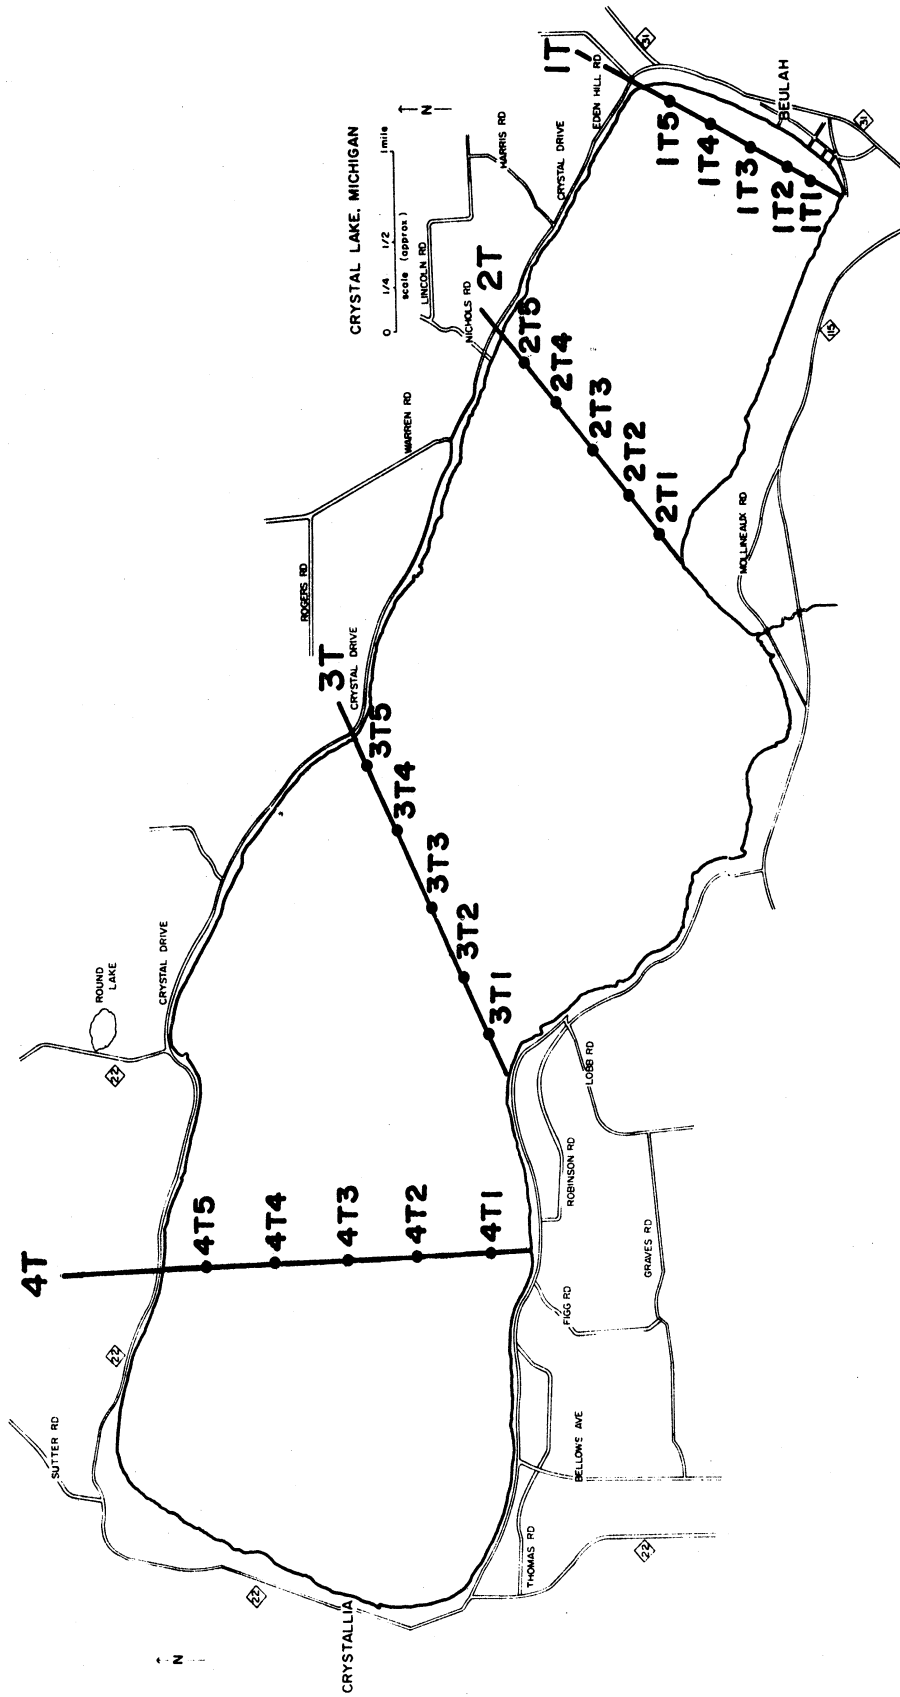 CRYSTAL LAKE, MICHIGAN
0 1/4 1/2 1 mile
scale (approx)
N
LINCOLN RD
HARRIS RD
NICHOLS RD
CRYSTAL DRIVE
EDEN HILL RD
31
1T
1T5
1T4
1T3
1T2
1T1
BEULAH
31
115
2T
2T5
2T4
2T3
2T2
2T1
WARREN RD
ROGERS RD
MOLLINEAUX RD
3T
CRYSTAL DRIVE
3T5
3T4
3T3
3T2
3T1
CRYSTAL DRIVE
ROUND
LAKE
22
LOBB RD
ROBINSON RD
GRAVES RD
FIGG RD
4T
4T5
4T4
4T3
4T2
4T1
22
SUTTER RD
BELLOWS AVE
THOMAS RD
22
22
CRYSTALLIA
N